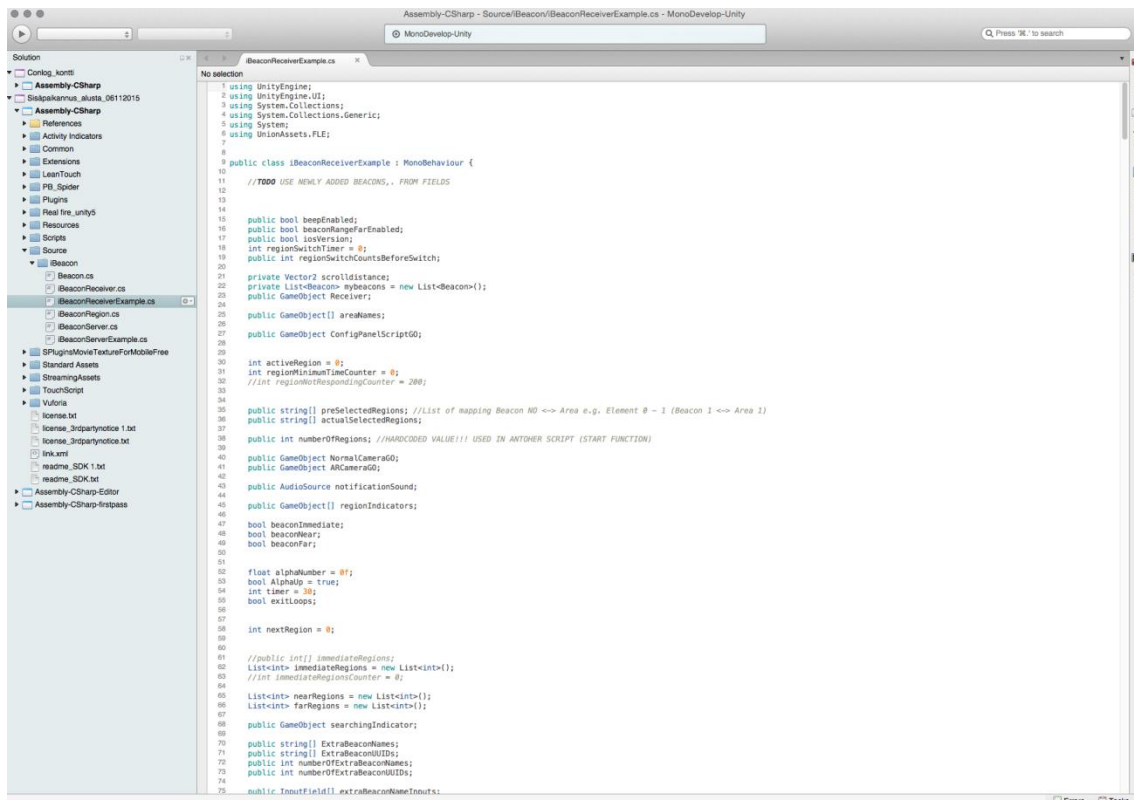 Assembly-CSharp - Source/iBeacon/iBeaconReceiverExample.cs - MonoDevelop-Unity
MonoDevelop-Unity
Press '⌘.' to search
Solution
Conlog_kontti
Assembly-CSharp
Sisäpaikannus_alusta_06112015
Assembly-CSharp
References
Activity Indicators
Common
Extensions
LeanTouch
PB_Spider
Plugins
Real fire_unity5
Resources
Scripts
Source
iBeacon
Beacon.cs
iBeaconReceiver.cs
iBeaconReceiverExample.cs
iBeaconRegion.cs
iBeaconServer.cs
iBeaconServerExample.cs
SPluginsMovieTextureForMobileFree
Standard Assets
StreamingAssets
TouchScript
Vuforia
license.txt
license_3rdpartynotice 1.txt
license_3rdpartynotice.txt
link.xml
readme_SDK 1.txt
readme_SDK.txt
Assembly-CSharp-Editor
Assembly-CSharp-firstpass
iBeaconReceiverExample.cs
No selection
1 using UnityEngine;
2 using UnityEngine.UI;
3 using System.Collections;
4 using System.Collections.Generic;
5 using System;
6 using UnionAssets.FLE;
7
8
9 public class iBeaconReceiverExample : MonoBehaviour {
10
11 //TODO USE NEWLY ADDED BEACONS,. FROM FIELDS
12
13
14
15 public bool beepEnabled;
16 public bool beaconRangeFarEnabled;
17 public bool iosVersion;
18 int regionSwitchTimer = 0;
19 public int regionSwitchCountsBeforeSwitch;
20
21 private Vector2 scrolldistance;
22 private List<Beacon> mybeacons = new List<Beacon>();
23 public GameObject Receiver;
24
25 public GameObject[] areaNames;
26
27 public GameObject ConfigPanelScriptGO;
28
29
30 int activeRegion = 0;
31 int regionMinimumTimeCounter = 0;
32 //int regionNotRespondingCounter = 200;
33
34
35 public string[] preSelectedRegions; //List of mapping Beacon NO <-> Area e.g. Element 0 - 1 (Beacon 1 <-> Area 1)
36 public string[] actualSelectedRegions;
37
38 public int numberOfRegions; //HARDCODED VALUE!!! USED IN ANTOHER SCRIPT (START FUNCTION)
39
40 public GameObject NormalCameraGO;
41 public GameObject ARCameraGO;
42
43 public AudioSource notificationSound;
44
45 public GameObject[] regionIndicators;
46
47 bool beaconImmediate;
48 bool beaconNear;
49 bool beaconFar;
50
51
52 float alphaNumber = 0f;
53 bool AlphaUp = true;
54 int timer = 30;
55 bool exitLoops;
56
57
58 int nextRegion = 0;
59
60
61 //public int[] immediateRegions;
62 List<int> immediateRegions = new List<int>();
63 //int immediateRegionsCounter = 0;
64
65 List<int> nearRegions = new List<int>();
66 List<int> farRegions = new List<int>();
67
68 public GameObject searchingIndicator;
69
70 public string[] ExtraBeaconNames;
71 public string[] ExtraBeaconUUIDs;
72 public int numberOfExtraBeaconNames;
73 public int numberOfExtraBeaconUUIDs;
74
75 public InputField[] extraBeaconNameInputs;
Errors
Tasks